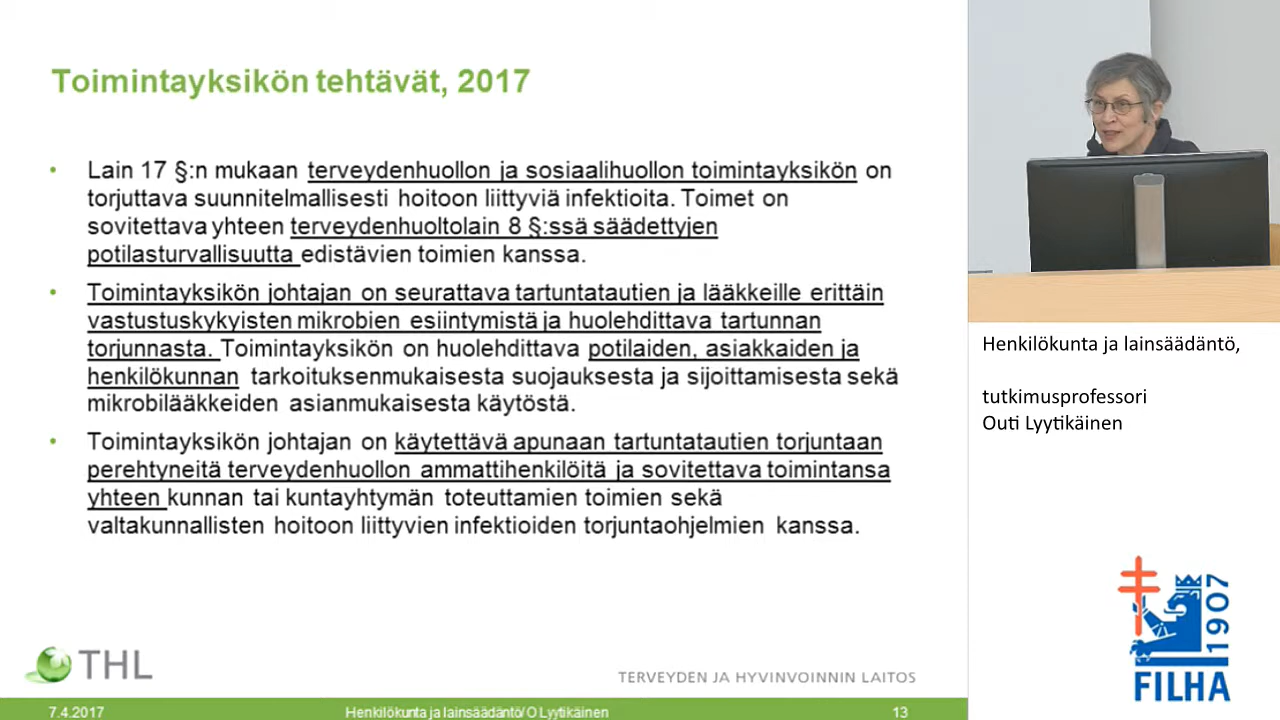 Toimintayksikön tehtävät, 2017
• Lain 17 §:n mukaan terveydenhuollon ja sosiaalihuollon toimintayksikön on
torjuttava suunnitelmallisesti hoitoon liittyviä infektioita. Toimet on
sovitettava yhteen terveydenhuoltolain 8 §:ssä säädettyjen
potilasturvallisuutta edistävien toimien kanssa.
• Toimintayksikön johtajan on seurattava tartuntatautien ja lääkkeille erittäin
vastustuskykyisten mikrobien esiintymistä ja huolehdittava tartunnan
torjunnasta. Toimintayksikön on huolehdittava potilaiden, asiakkaiden ja
henkilökunnan tarkoituksenmukaisesta suojauksesta ja sijoittamisesta sekä
mikrobilääkkeiden asianmukaisesta käytöstä.
• Toimintayksikön johtajan on käytettävä apunaan tartuntatautien torjuntaan
perehtyneitä terveydenhuollon ammattihenkilöitä ja sovitettava toimintansa
yhteen kunnan tai kuntayhtymän toteuttamien toimien sekä
valtakunnallisten hoitoon liittyvien infektioiden torjuntaohjelmien kanssa.
THL
TERVEYDEN JA HYVINVOINNIN LAITOS
7.4.2017
Henkilökunta ja lainsäädäntö/ O Lyytikäinen
13
Henkilökunta ja lainsäädäntö,
tutkimusprofessori
Outi Lyytikäinen
1907
FILHA